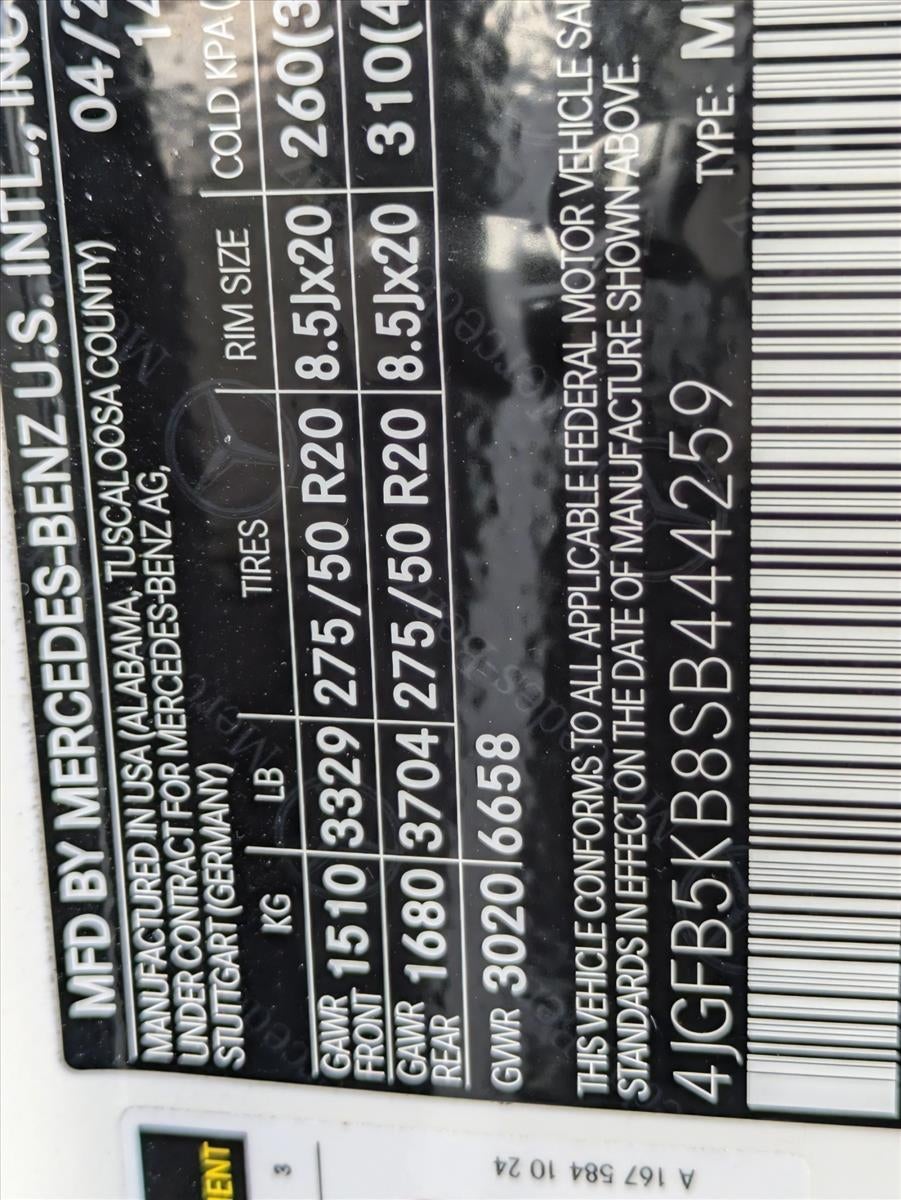 MFD BY MERCEDES-BENZ U.S. INTL., INC.
MANUFACTURED IN USA (ALABAMA, TUSCALOOSA COUNTY) 04/2
UNDER CONTRACT FOR MERCEDES-BENZ AG,
STUTTGART (GERMANY)
KG LB TIRES RIM SIZE COLD KPA(
GAWR FRONT 1510 3329 275/50 R20 8.5Jx20 260(3
GAWR REAR 1680 3704 275/50 R20 8.5Jx20 310(4
GVWR 3020 6658
THIS VEHICLE CONFORMS TO ALL APPLICABLE FEDERAL MOTOR VEHICLE SA
STANDARDS IN EFFECT ON THE DATE OF MANUFACTURE SHOWN ABOVE.
4JGFB5KB8SB444259 TYPE: M
MENT
3
A 167 584 10 24